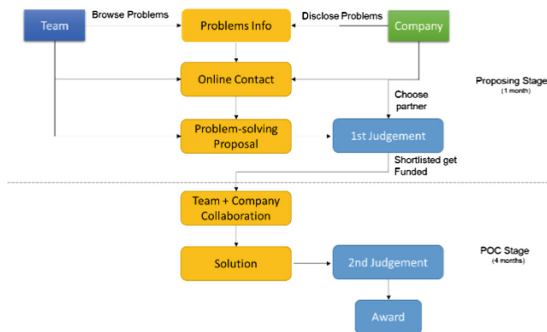 Team
Browse Problems
Problems Info
Disclose Problems
Company
Online Contact
Proposing Stage
(1 month)
Choose
partner
Problem-solving
Proposal
1st Judgement
Shortlisted get
Funded
Team + Company
Collaboration
Solution
2nd Judgement
POC Stage
(4 months)
Award